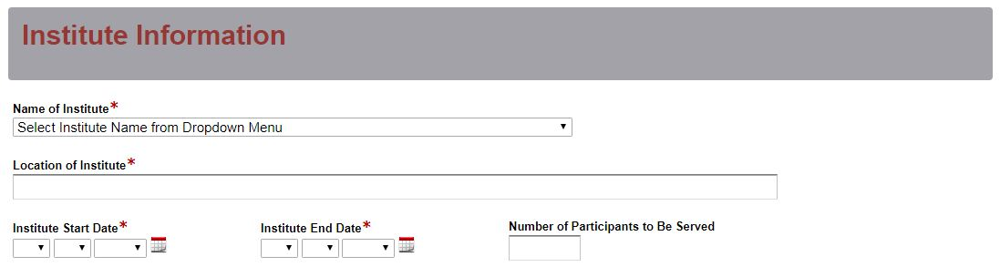 Institute Information
Name of Institute*
Select Institute Name from Dropdown Menu
Location of Institute*
Institute Start Date* Institute End Date* Number of Participants to Be Served